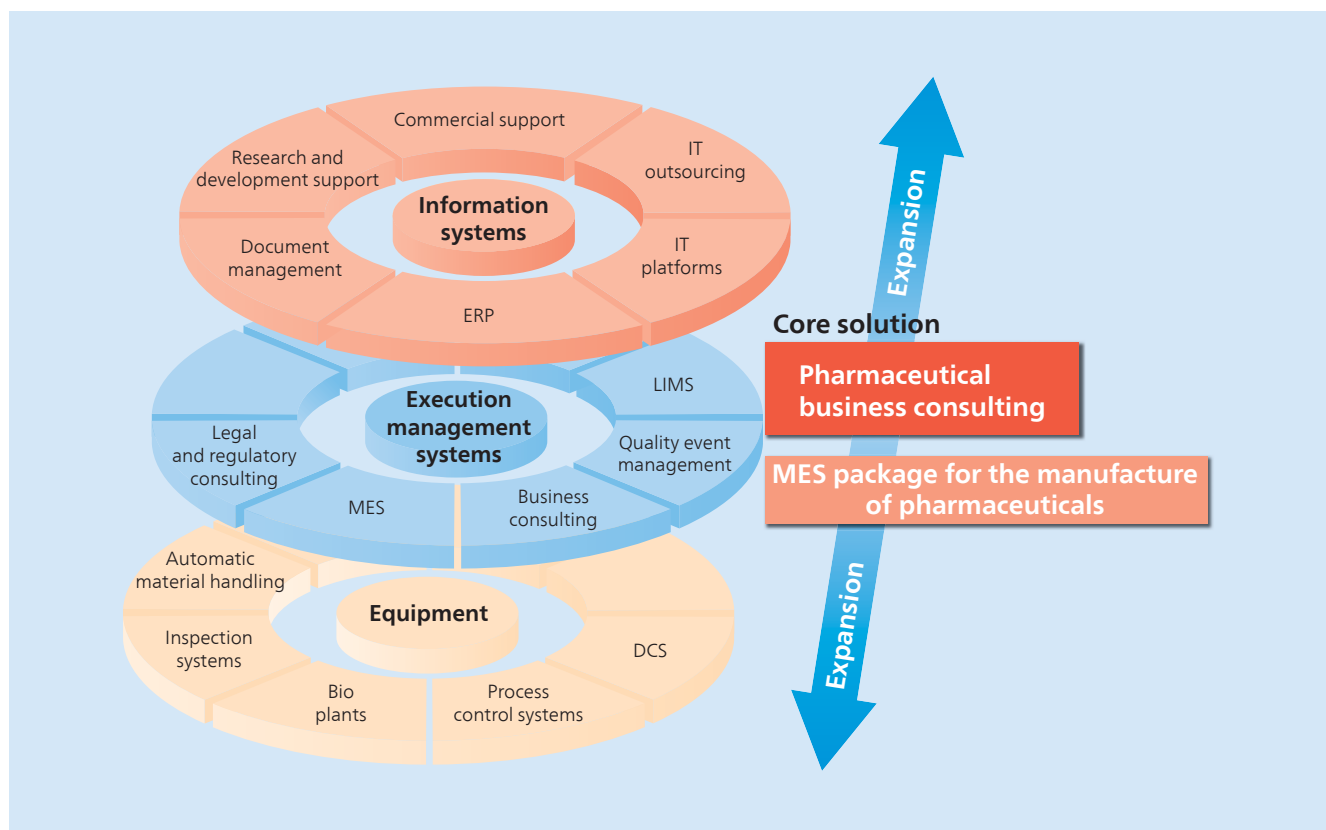 Commercial support
Research and
development support
IT
outsourcing
Information
systems
Document
management
IT
platforms
ERP
Expansion
Core solution
Pharmaceutical
business consulting
LIMS
Execution
management
systems
Legal
and regulatory
consulting
Quality event
management
MES package for the manufacture
of pharmaceuticals
MES
Business
consulting
Automatic
material handling
Equipment
Inspection
systems
DCS
Bio
plants
Process
control systems
Expansion